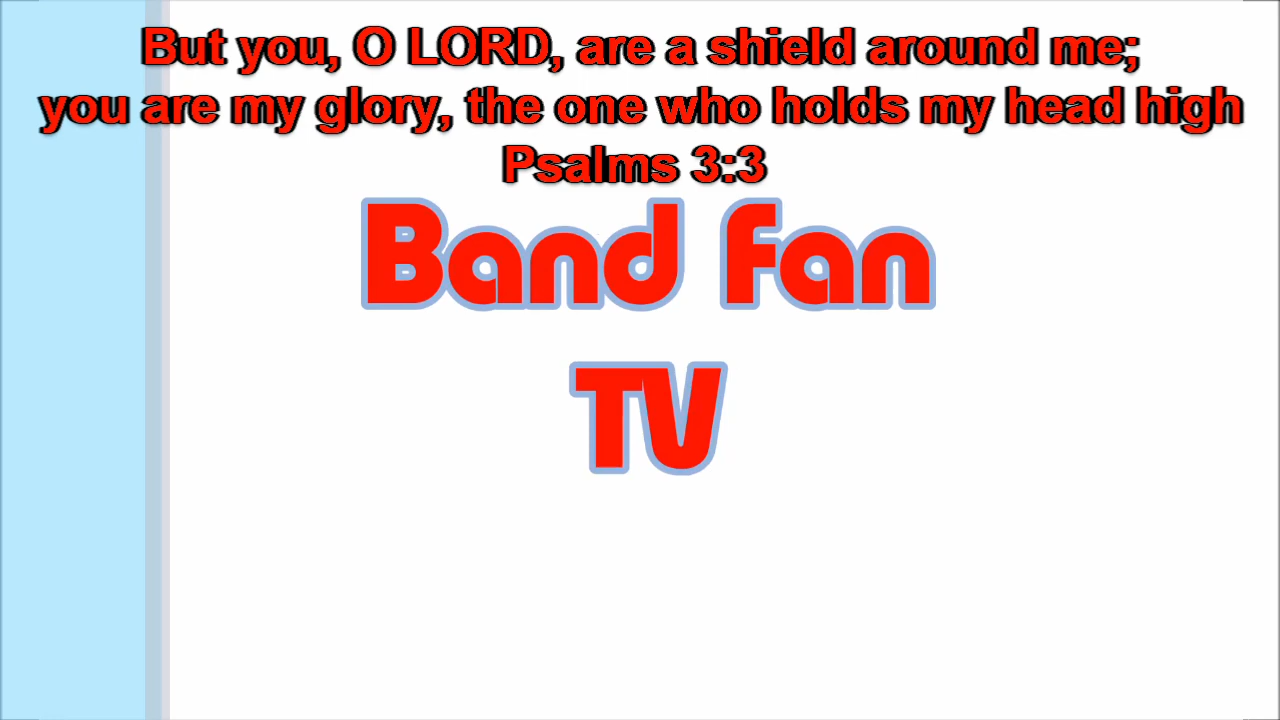 But you, O LORD, are a shield around me;
you are my glory, the one who holds my head high
Psalms 3:3
Band Fan
TV